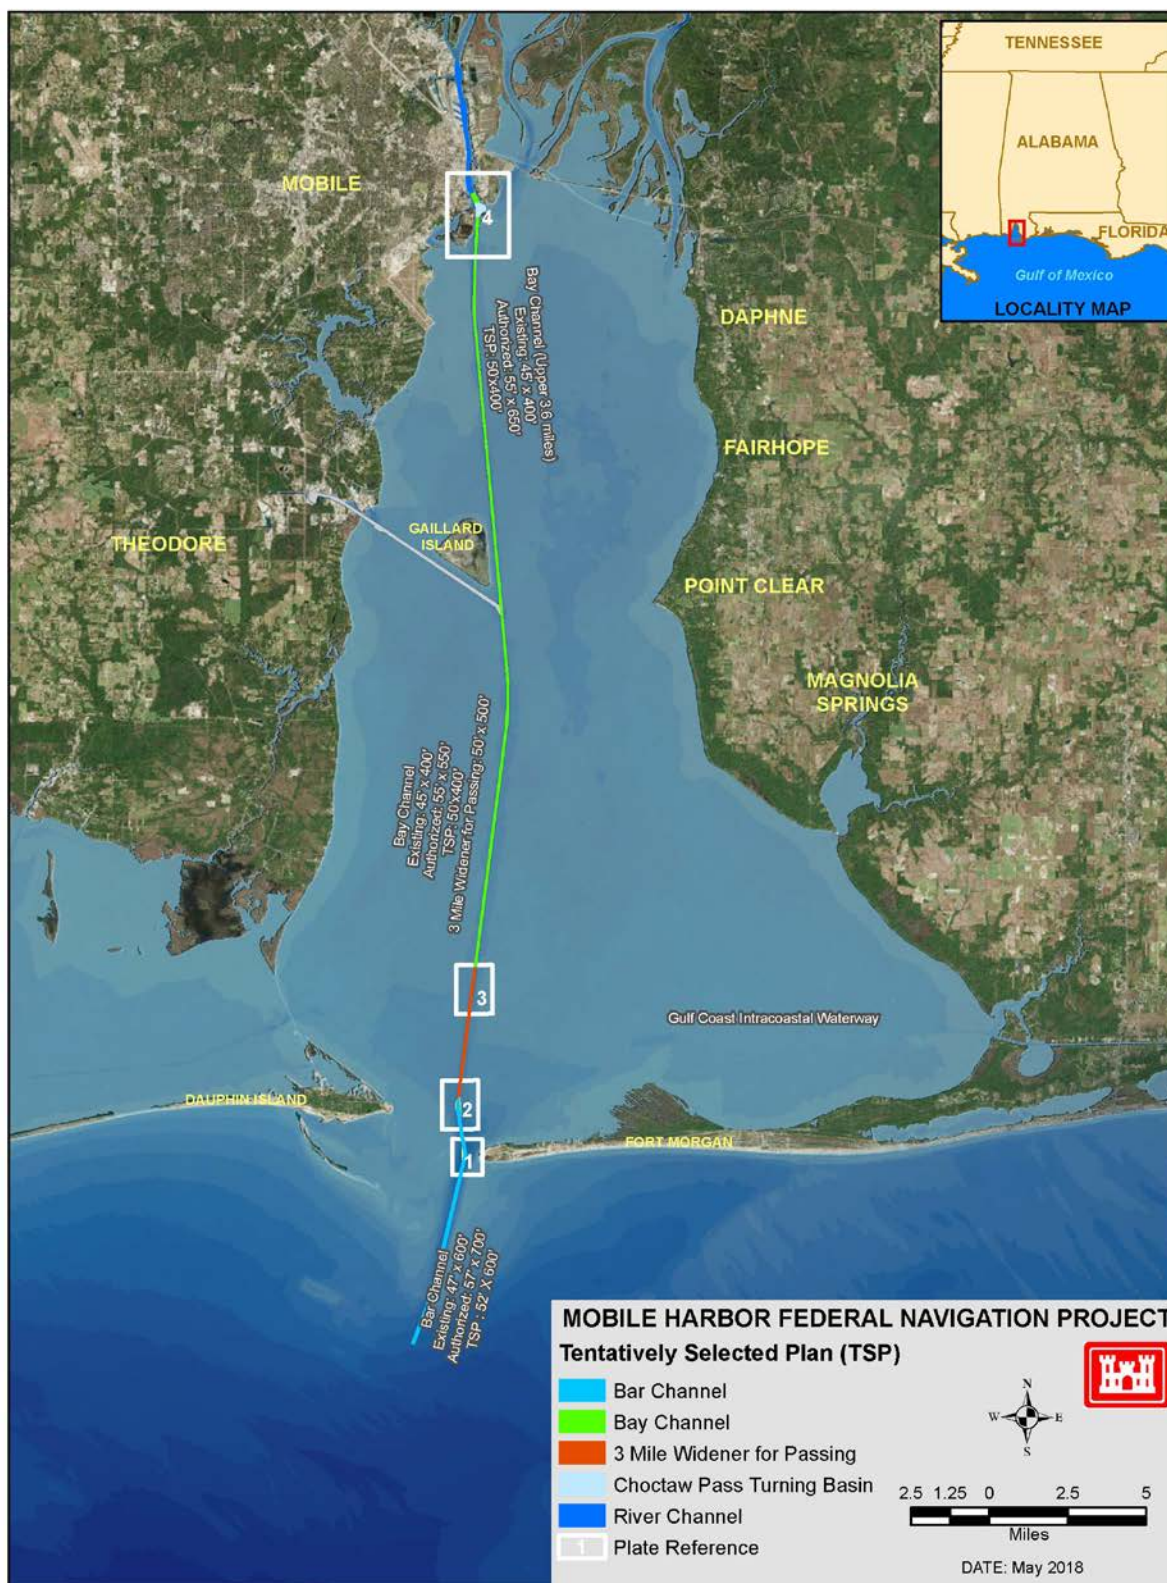 TENNESSEE
ALABAMA
FLORIDA
Gulf of Mexico
LOCALITY MAP
MOBILE
4
Bay Channel (Upper 3.6 miles)
Existing: 45' x 400'
Authorized: 55' x 650'
TSP: 50'x400'
DAPHNE
FAIRHOPE
GAILLARD
ISLAND
THEODORE
POINT CLEAR
MAGNOLIA
SPRINGS
Bay Channel
Existing: 45' x 400'
Authorized: 55' x 550'
TSP: 50'x400'
3 Mile Widener for Passing: 50' x 500'
3
Gulf Coast Intracoastal Waterway
DAUPHIN ISLAND
2
FORT MORGAN
1
Bar Channel
Existing: 47' x 600'
Authorized: 57' x 700'
TSP : 52' X 600'
MOBILE HARBOR FEDERAL NAVIGATION PROJECT
Tentatively Selected Plan (TSP)
Bar Channel
Bay Channel
3 Mile Widener for Passing
Choctaw Pass Turning Basin
River Channel
1 Plate Reference
N
W E
S
2.5 1.25 0 2.5 5
Miles
DATE: May 2018